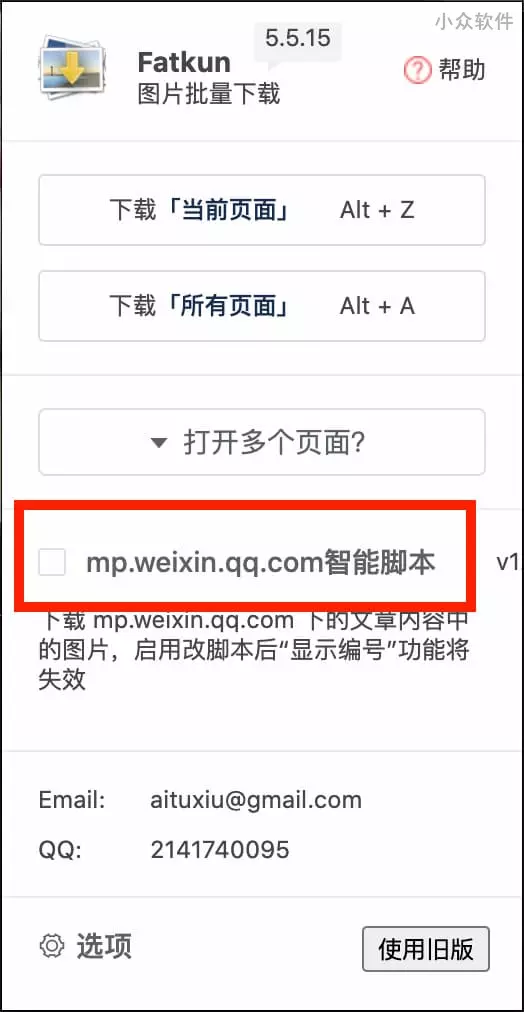 小众软件
5.5.15
Fatkun
图片批量下载
? 帮助
下载「当前页面」 Alt + Z
下载「所有页面」 Alt + A
打开多个页面?
mp.weixin.qq.com智能脚本 v1
下载 mp.weixin.qq.com 下的文章内容中
的图片，启用改脚本后“显示编号”功能将
失效
Email: aituxiu@gmail.com
QQ: 2141740095
选项 使用旧版